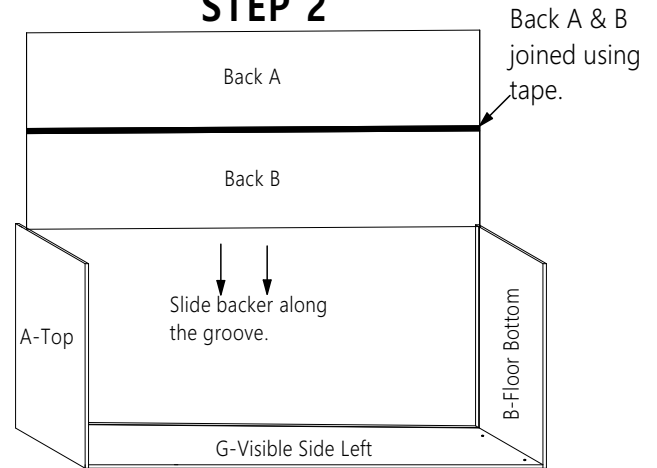 STEP 2
Back A & B
joined using
tape.
Back A
Back B
Slide backer along
the groove.
A-Top
B-Floor Bottom
G-Visible Side Left